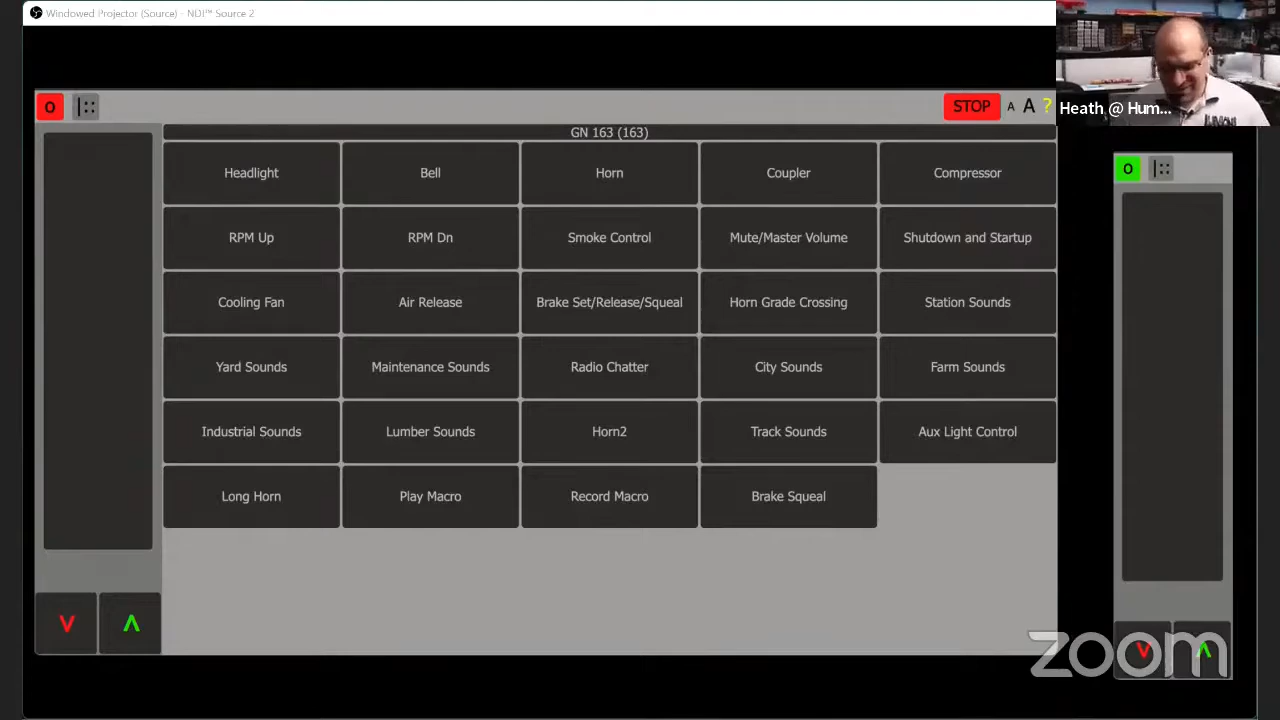 Windowed Projector (Source) - NDI™ Source 2
O |::
STOP A A ?
Heath @ Hum...
GN 163 (163)
Headlight Bell Horn Coupler Compressor
RPM Up RPM Dn Smoke Control Mute/Master Volume Shutdown and Startup
Cooling Fan Air Release Brake Set/Release/Squeal Horn Grade Crossing Station Sounds
Yard Sounds Maintenance Sounds Radio Chatter City Sounds Farm Sounds
Industrial Sounds Lumber Sounds Horn2 Track Sounds Aux Light Control
Long Horn Play Macro Record Macro Brake Squeal
V Λ
O |::
V Λ
zoom